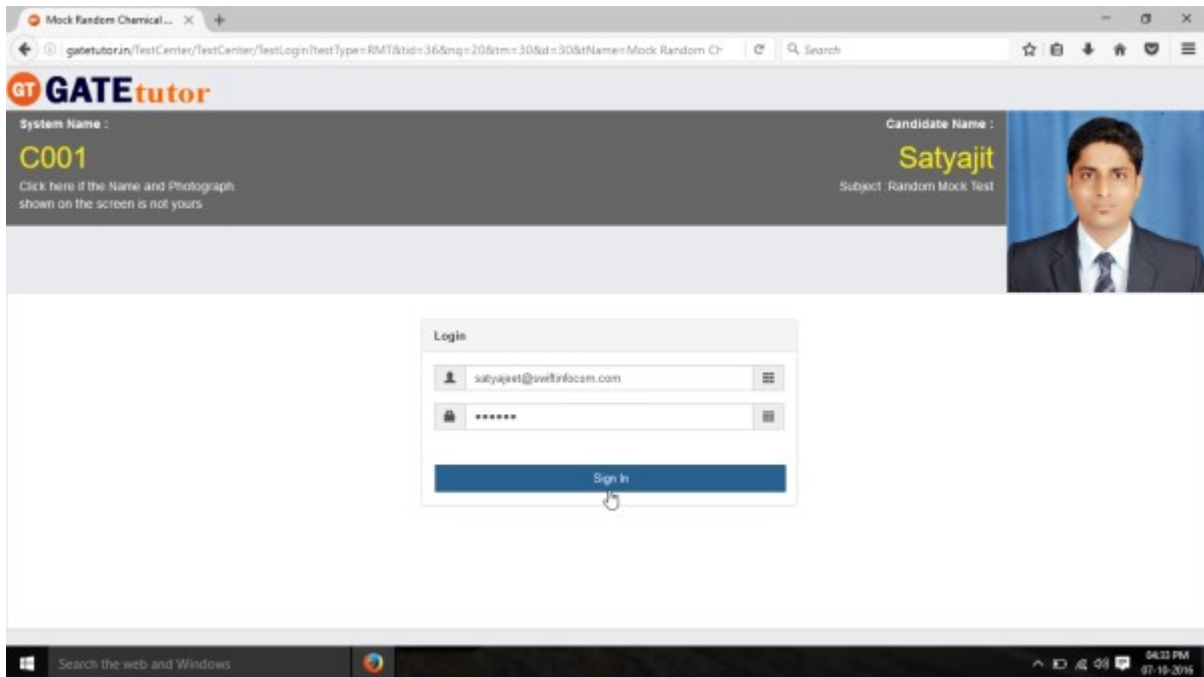 Mock Random Chemical ...
gatetutor.in/TestCenter/TestCenter/TestLogin?testType=RMT&tid=36&nq=20&tm=30&d=30&tName=Mock Random Ch
Search
GT GATEtutor
System Name :
C001
Click here if the Name and Photograph
shown on the screen is not yours
Candidate Name :
Satyajit
Subject :Random Mock Test
Login
satyajeet@swiftinfocom.com
Sign In
Search the web and Windows
04:33 PM
07-10-2016